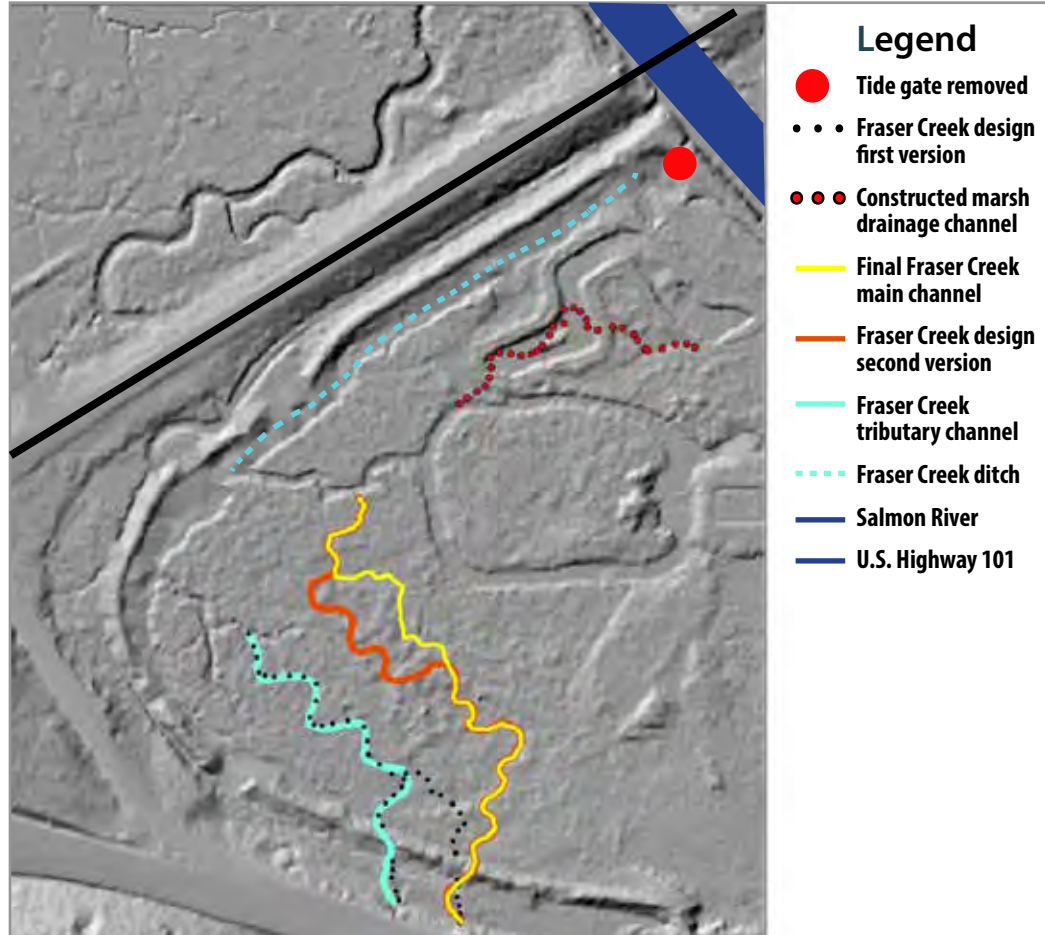 Legend
Tide gate removed
Fraser Creek design
first version
Constructed marsh
drainage channel
Final Fraser Creek
main channel
Fraser Creek design
second version
Fraser Creek
tributary channel
Fraser Creek ditch
Salmon River
U.S. Highway 101